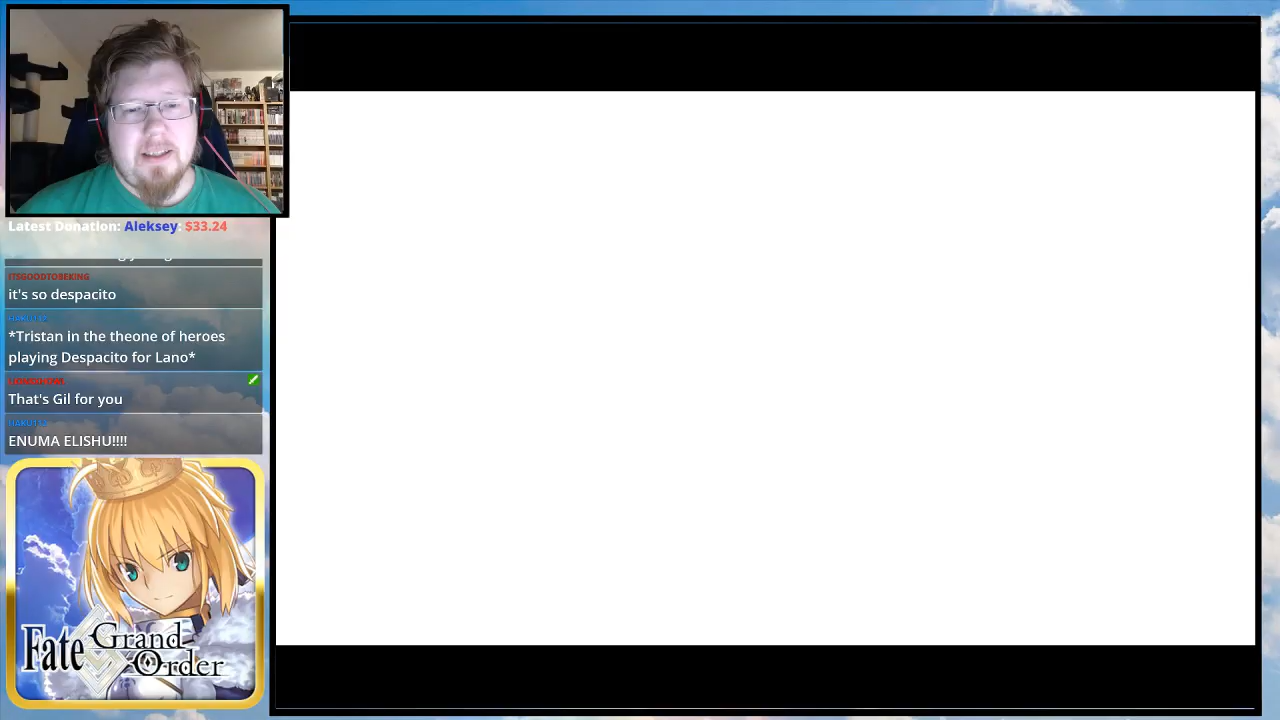 Latest Donation: Aleksey: $33.24
ITSGOODTOBEKING
it's so despacito
*Tristan in the theone of heroes
playing Despacito for Lano*
That's Gil for you
ENUMA ELISHU!!!!
Fate
Grand
Order